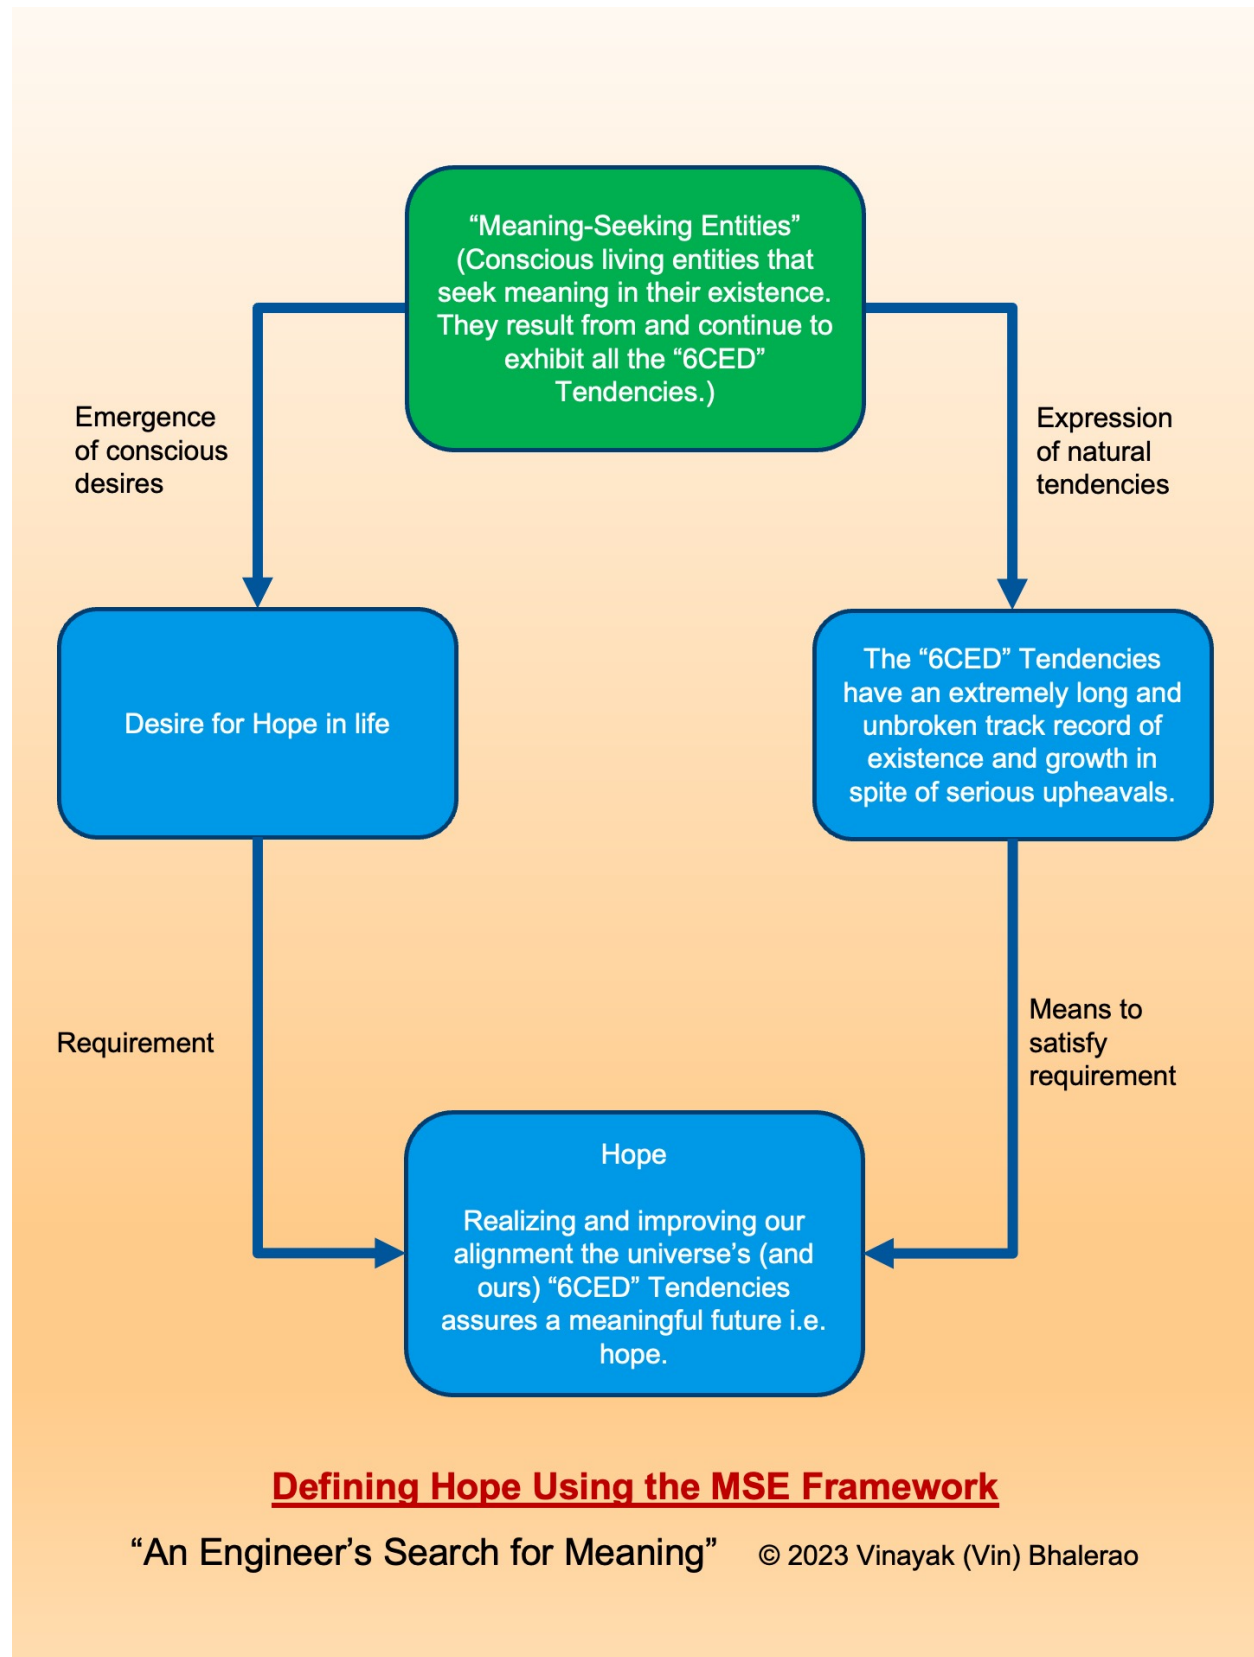 “Meaning-Seeking Entities”
(Conscious living entities that
seek meaning in their existence.
They result from and continue to
exhibit all the “6CED”
Tendencies.)
Emergence
of conscious
desires
Expression
of natural
tendencies
Desire for Hope in life
The “6CED” Tendencies
have an extremely long and
unbroken track record of
existence and growth in
spite of serious upheavals.
Requirement
Means to
satisfy
requirement
Hope
Realizing and improving our
alignment the universe’s (and
ours) “6CED” Tendencies
assures a meaningful future i.e.
hope.
Defining Hope Using the MSE Framework
“An Engineer’s Search for Meaning” © 2023 Vinayak (Vin) Bhalerao